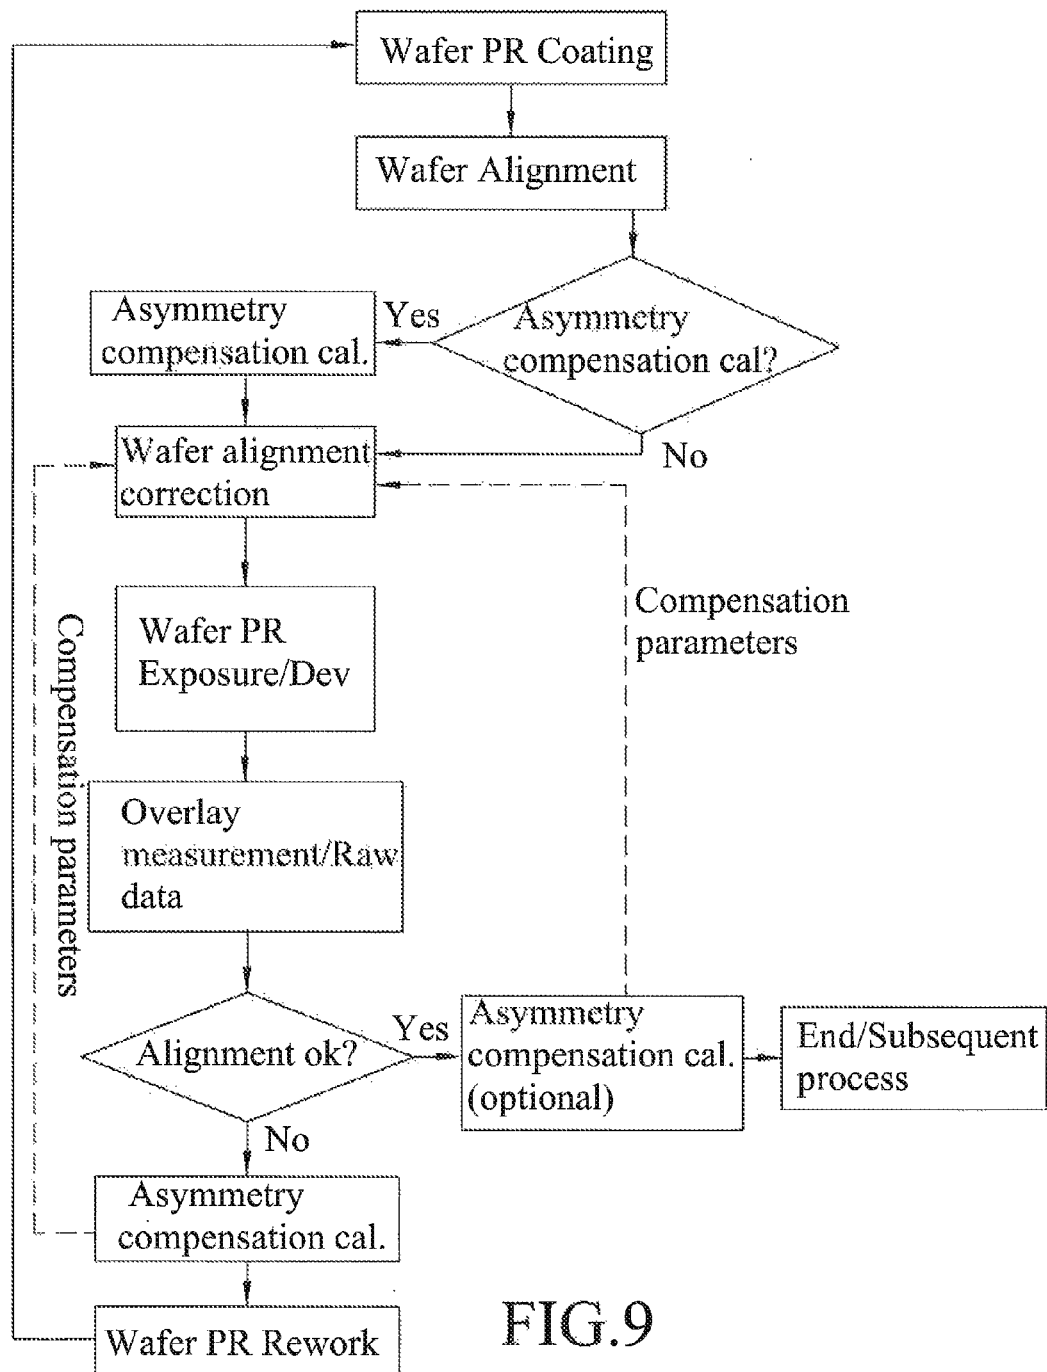 Wafer PR Coating
Wafer Alignment
Asymmetry
compensation cal?
Yes
No
Asymmetry
compensation cal.
Wafer alignment
correction
Wafer PR
Exposure/Dev
Compensation
parameters
Compensation parameters
Overlay
measurement/Raw
data
Alignment ok?
Yes
No
Asymmetry
compensation cal.
(optional)
End/Subsequent
process
Asymmetry
compensation cal.
Wafer PR Rework
FIG.9